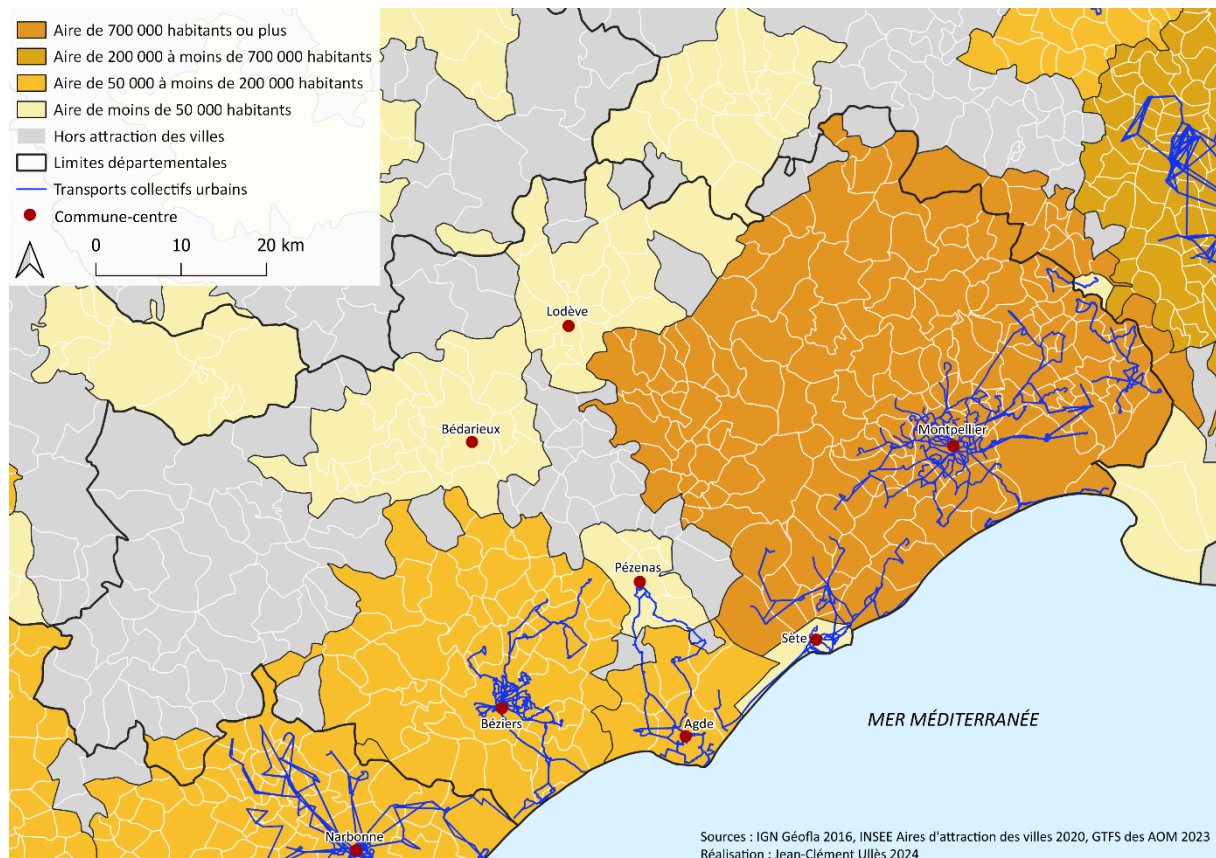 Aire de 700 000 habitants ou plus
Aire de 200 000 à moins de 700 000 habitants
Aire de 50 000 à moins de 200 000 habitants
Aire de moins de 50 000 habitants
Hors attraction des villes
Limites départementales
Transports collectifs urbains
Commune-centre
0 10 20 km
Lodève
Bédarieux
Montpellier
Pézenas
Sète
Béziers
Agde
MER MÉDITERRANÉE
Narbonne
Sources : IGN Géofla 2016, INSEE Aires d'attraction des villes 2020, GTFS des AOM 2023
Réalisation : Jean-Clément Ullès 2024